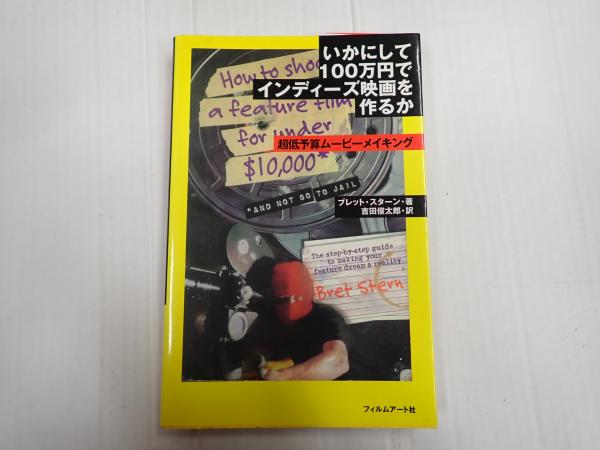 いかにして
100万円で
インディーズ映画を
作るか
超低予算ムービーメイキング
ブレット・スターン・著
吉田俊太郎・訳
How to shoo
a feature film
for under
$10,000*
*AND NOT GO TO JAIL
The step-by-step guide
to making your
feature dream a reality
Bret Stern
フィルムアート社